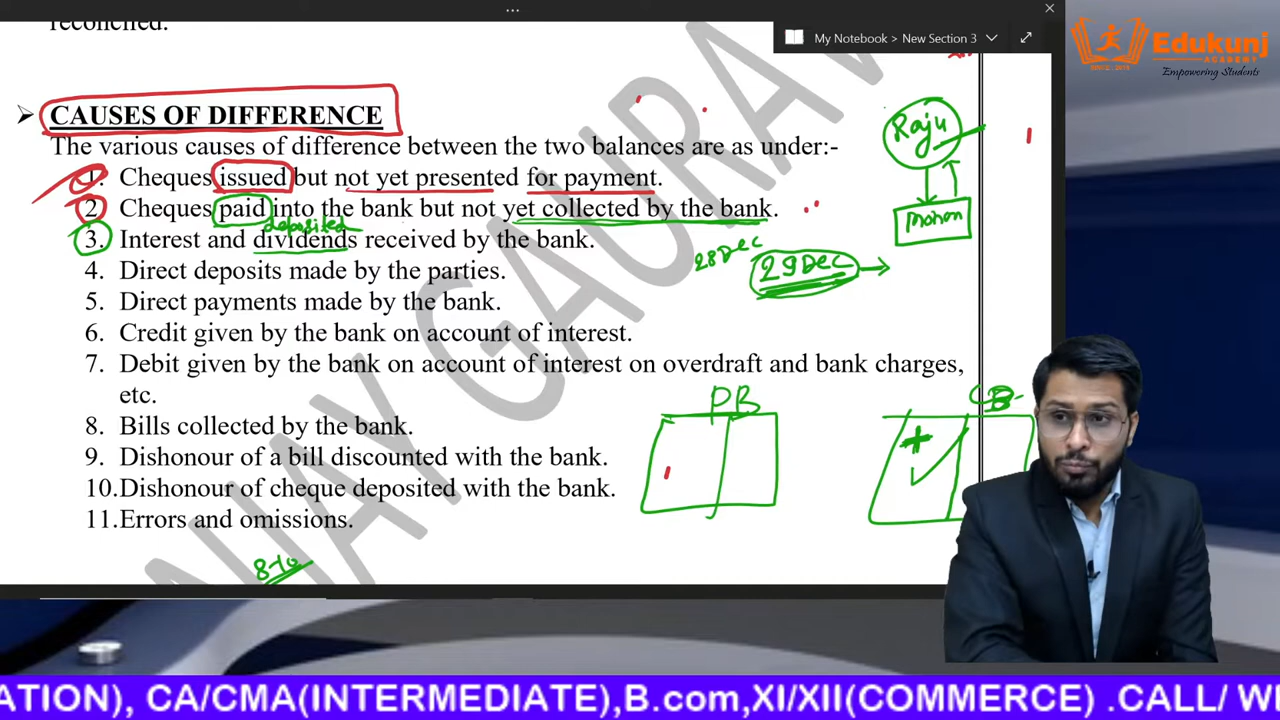 ...
My Notebook > New Section 3
Edukunj
ACADEMY
Empowering Students
reconciled.
➢ CAUSES OF DIFFERENCE
The various causes of difference between the two balances are as under:-
1. Cheques issued but not yet presented for payment.
2. Cheques paid into the bank but not yet collected by the bank.
deposited
3. Interest and dividends received by the bank.
4. Direct deposits made by the parties.
5. Direct payments made by the bank.
6. Credit given by the bank on account of interest.
7. Debit given by the bank on account of interest on overdraft and bank charges,
etc.
8. Bills collected by the bank.
9. Dishonour of a bill discounted with the bank.
10.Dishonour of cheque deposited with the bank.
11.Errors and omissions.
Raju
mohan
28 Dec
29 Dec
PB
CB
+
8-10
NAY GAURAV
ATION), CA/CMA(INTERMEDIATE),B.com,XI/XII(COMMERCE) .CALL/ W